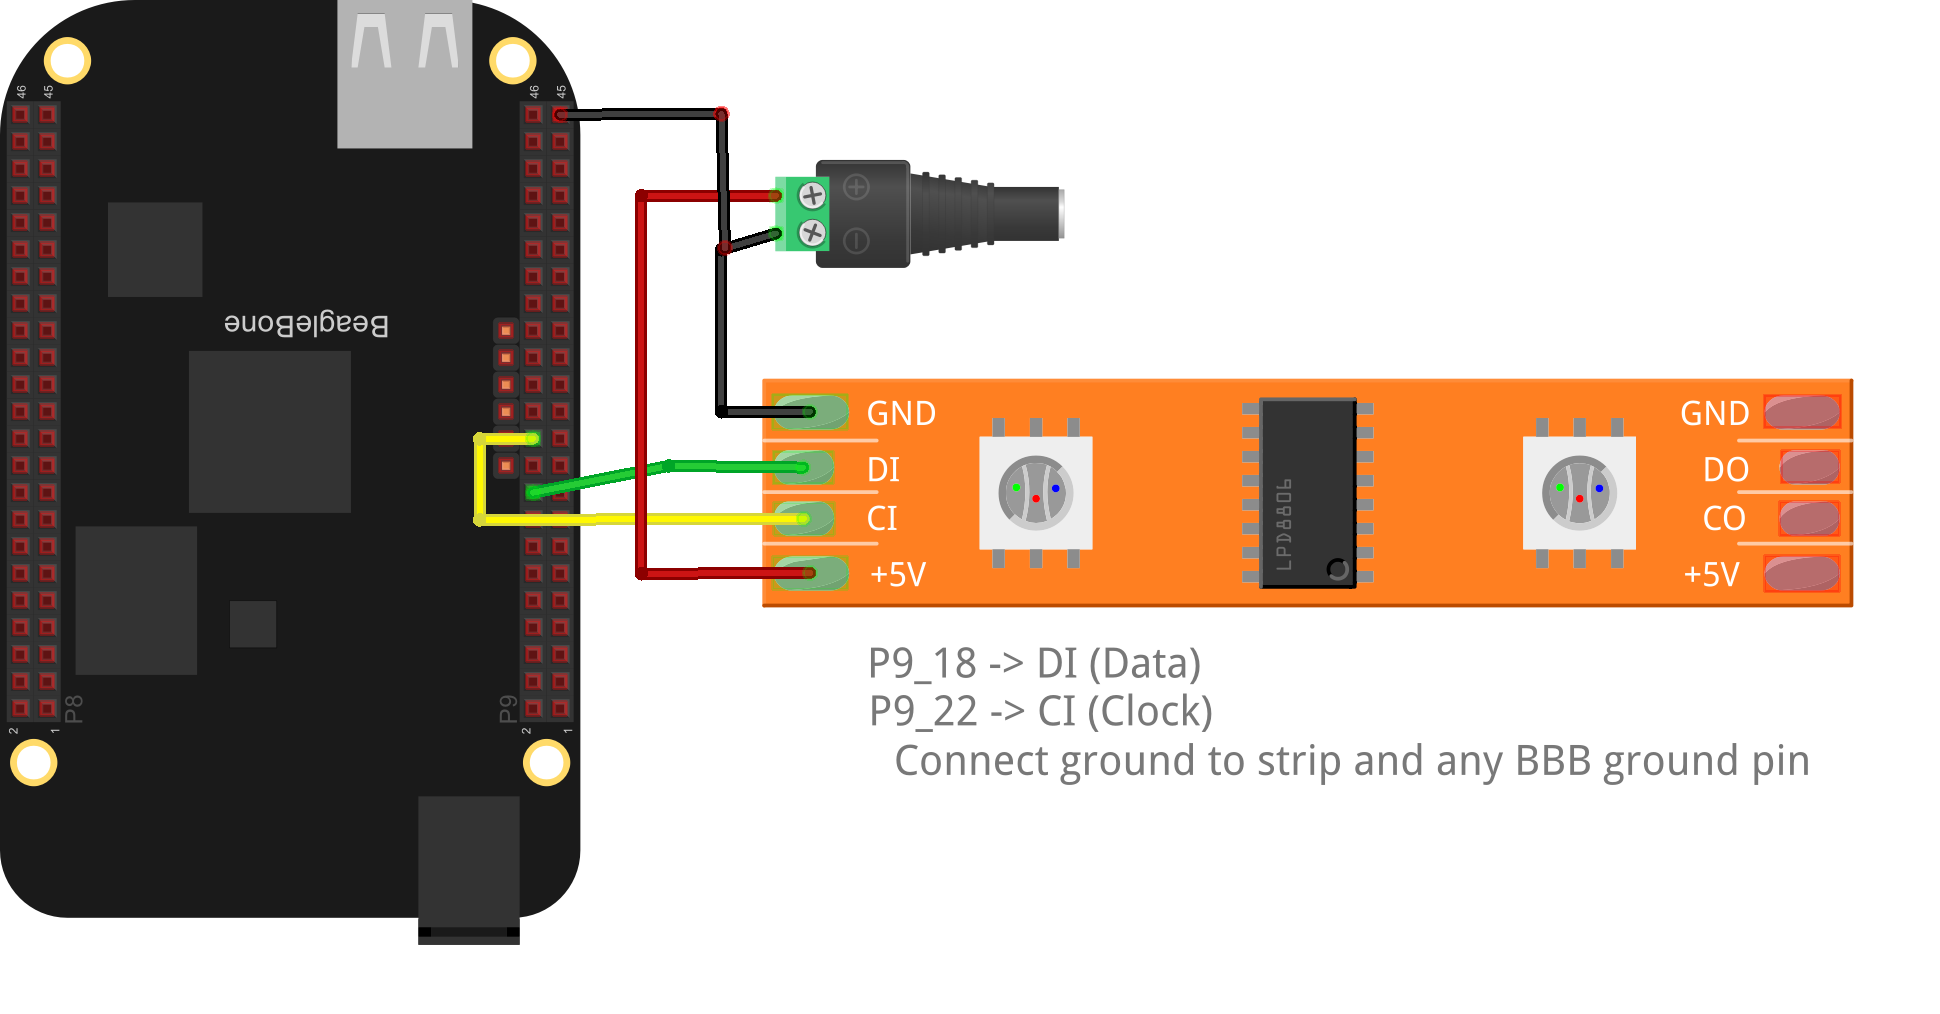 46 45
46 45
BeagleBone
P8
P9
2 1
2 1
GND
DI
CI
+5V
LPD8806
GND
DO
CO
+5V
P9_18 -> DI (Data)
P9_22 -> CI (Clock)
Connect ground to strip and any BBB ground pin